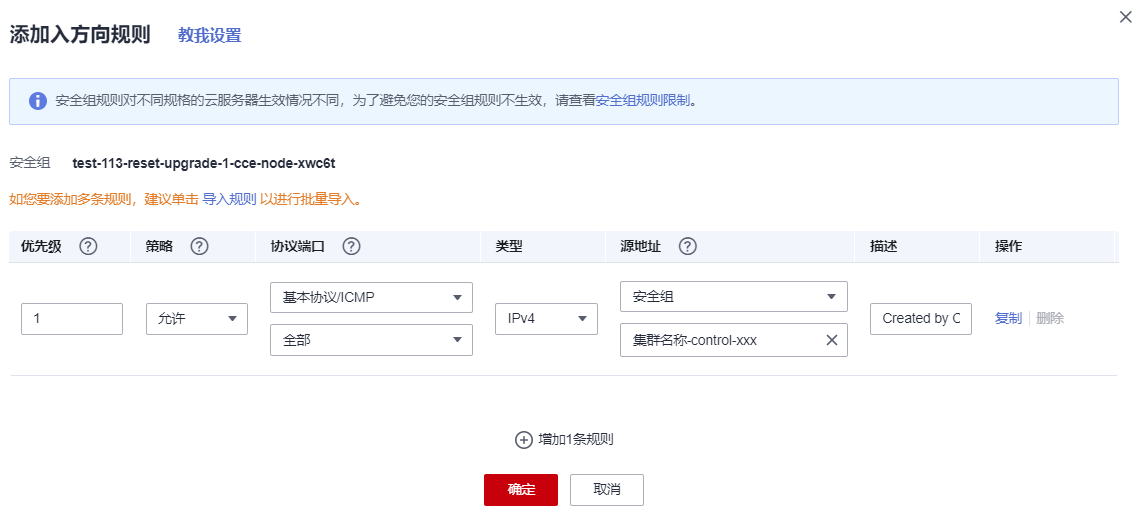 添加入方向规则 教我设置
安全组规则对不同规格的云服务器生效情况不同，为了避免您的安全组规则不生效，请查看安全组规则限制。
安全组 test-113-reset-upgrade-1-cce-node-xwc6t
如您要添加多条规则，建议单击 导入规则 以进行批量导入。
优先级 策略 协议端口 类型 源地址 描述 操作
基本协议/ICMP 安全组
1 允许 IPv4 Created by C 复制 删除
全部 集群名称-control-xxx
增加1条规则
确定 取消